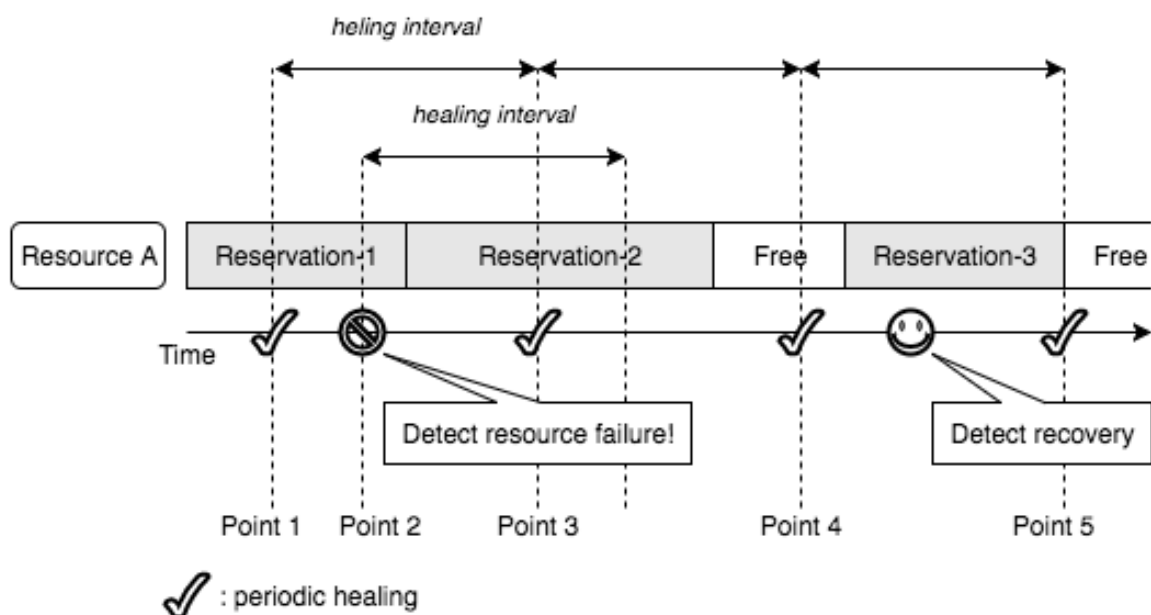 heling interval
healing interval
Resource A
Reservation-1
Reservation-2
Free
Reservation-3
Free
Time
Detect resource failure!
Detect recovery
Point 1
Point 2
Point 3
Point 4
Point 5
: periodic healing